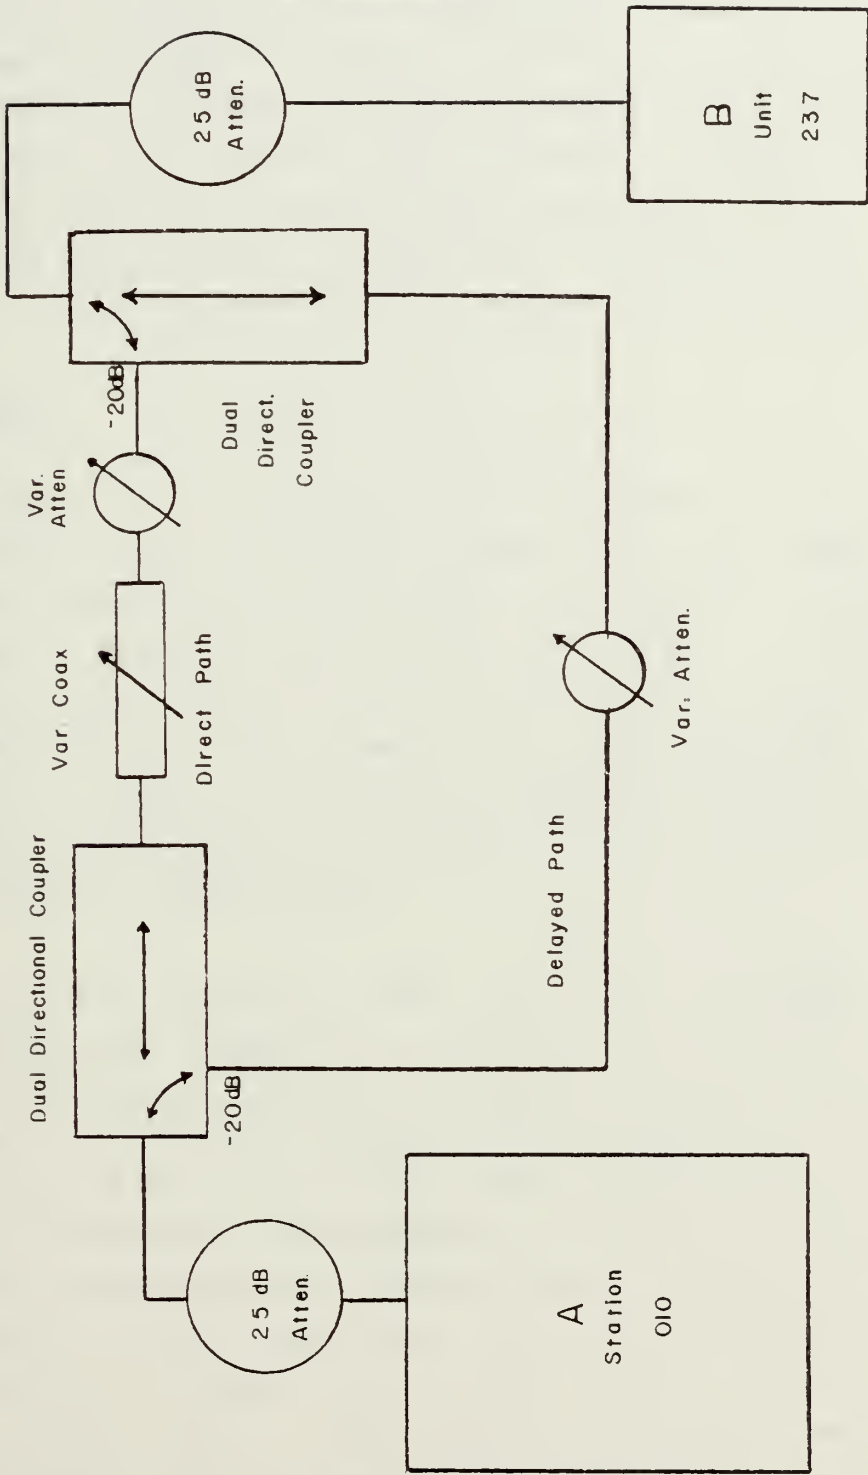 Dual Directional Coupler
-20dB
25 dB
Atten.
A
Station
010
Var. Coax
Direct Path
Var.
Atten
-20dB
Dual
Direct.
Coupler
Delayed Path
Var. Atten.
25 dB
Atten.
B
Unit
237